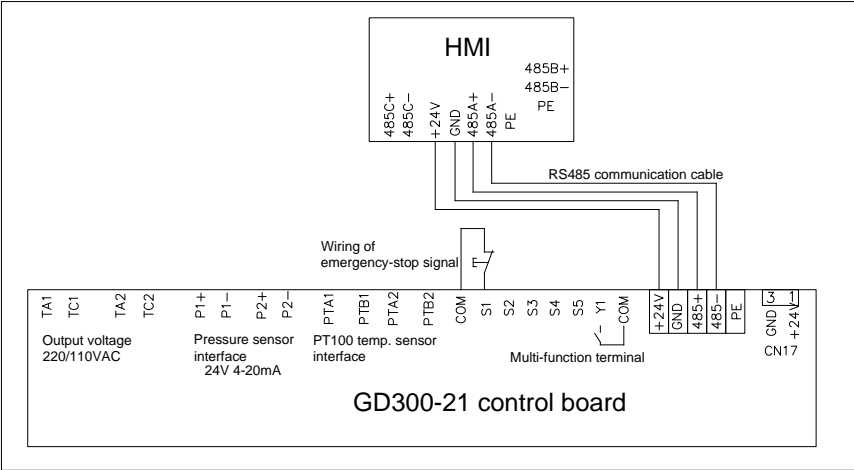 HMI
485B+
485B−
PE
485C+
485C−
+24V
GND
485A+
485A−
PE
RS485 communication cable
Wiring of
emergency-stop signal
E
TA1
TC1
TA2
TC2
P1+
P1−
P2+
P2−
PTA1
PTB1
PTA2
PTB2
COM
S1
S2
S3
S4
S5
Y1
COM
+24V
GND
485+
485−
PE
3 1
GND
+24V
CN17
Output voltage
220/110VAC
Pressure sensor
interface
24V 4-20mA
PT100 temp. sensor
interface
Multi-function terminal
GD300-21 control board